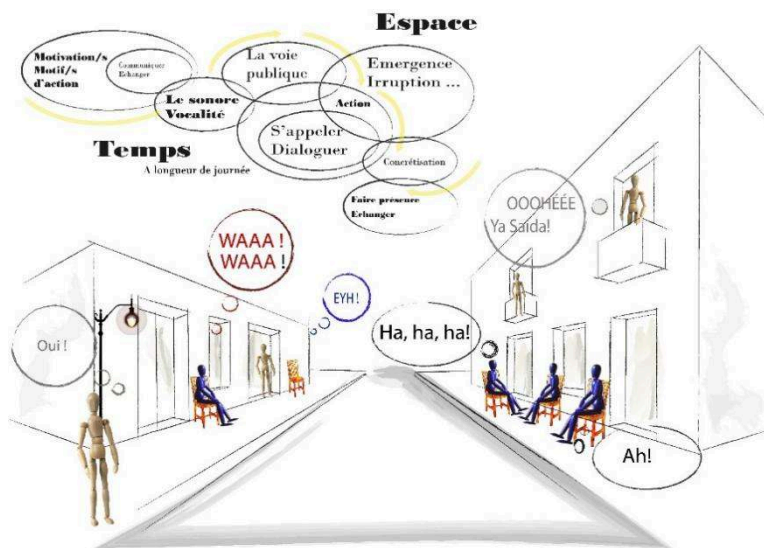 Espace
Motivation/s
Motif/s
d'action
Communiquer
Echanger
La voie
publique
Emergence
Irruption ...
Le sonore
Vocalité
Action
S'appeler
Dialoguer
Temps
A longueur de journée
Concrétisation
Faire présence
Echanger
OOOHÉÉE
Ya Saida!
WAAA !
WAAA !
EYH !
Oui !
Ha, ha, ha!
Ah!